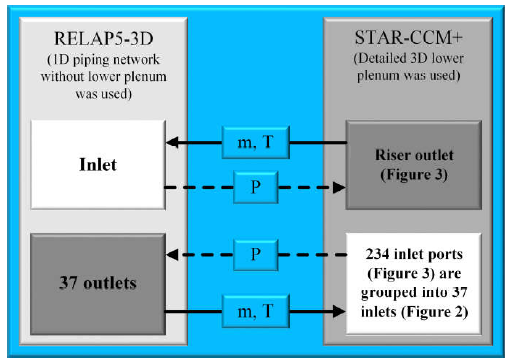 RELAP5-3D
(1D piping network
without lower plenum
was used)
Inlet
37 outlets
m, T
P
P
m, T
STAR-CCM+
(Detailed 3D lower
plenum was used)
Riser outlet
(Figure 3)
234 inlet ports
(Figure 3) are
grouped into 37
inlets (Figure 2)